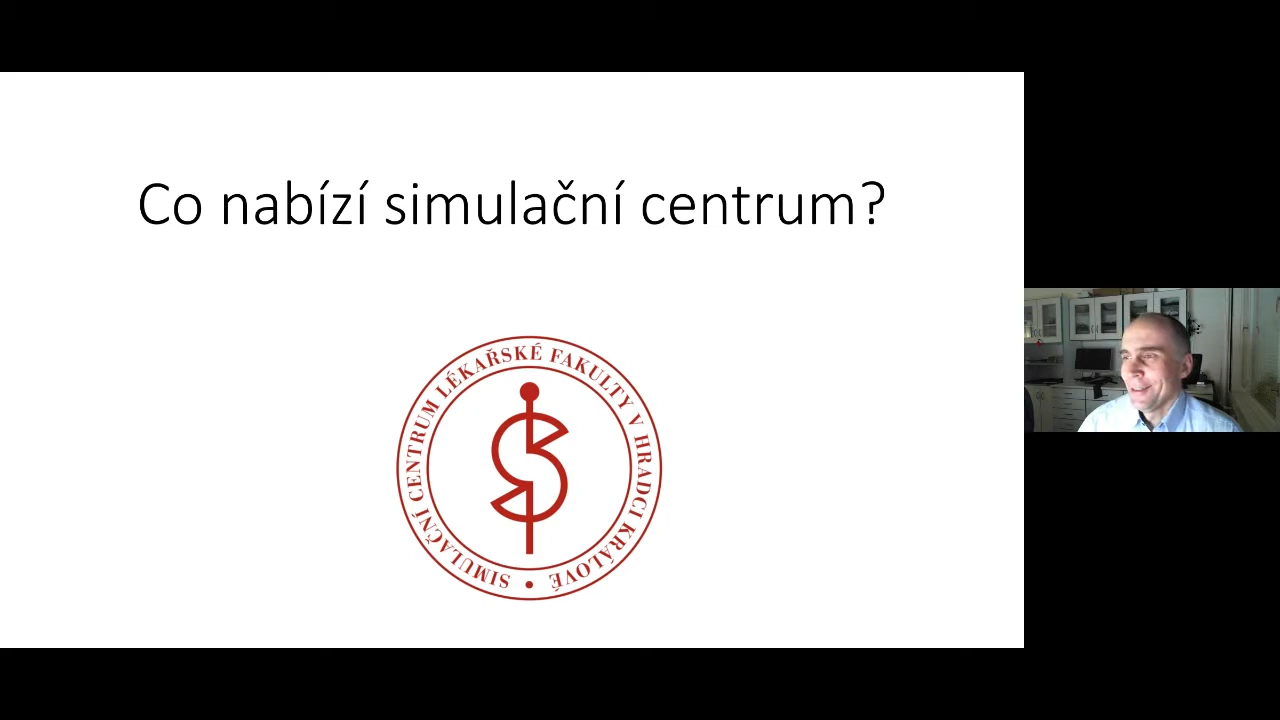 Co nabízí simulační centrum?
SIMULAČNÍ CENTRUM LÉKAŘSKÉ FAKULTY V HRADCI KRÁLOVÉ •